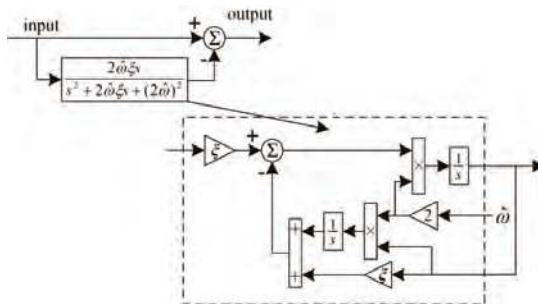 input
output
+
Σ
-
2ω̂ξs
s² + 2ω̂ξs + (2ω̂)²
ξ
+
Σ
-
×
1
s
+
+
1
s
×
2
ω̂
ξ